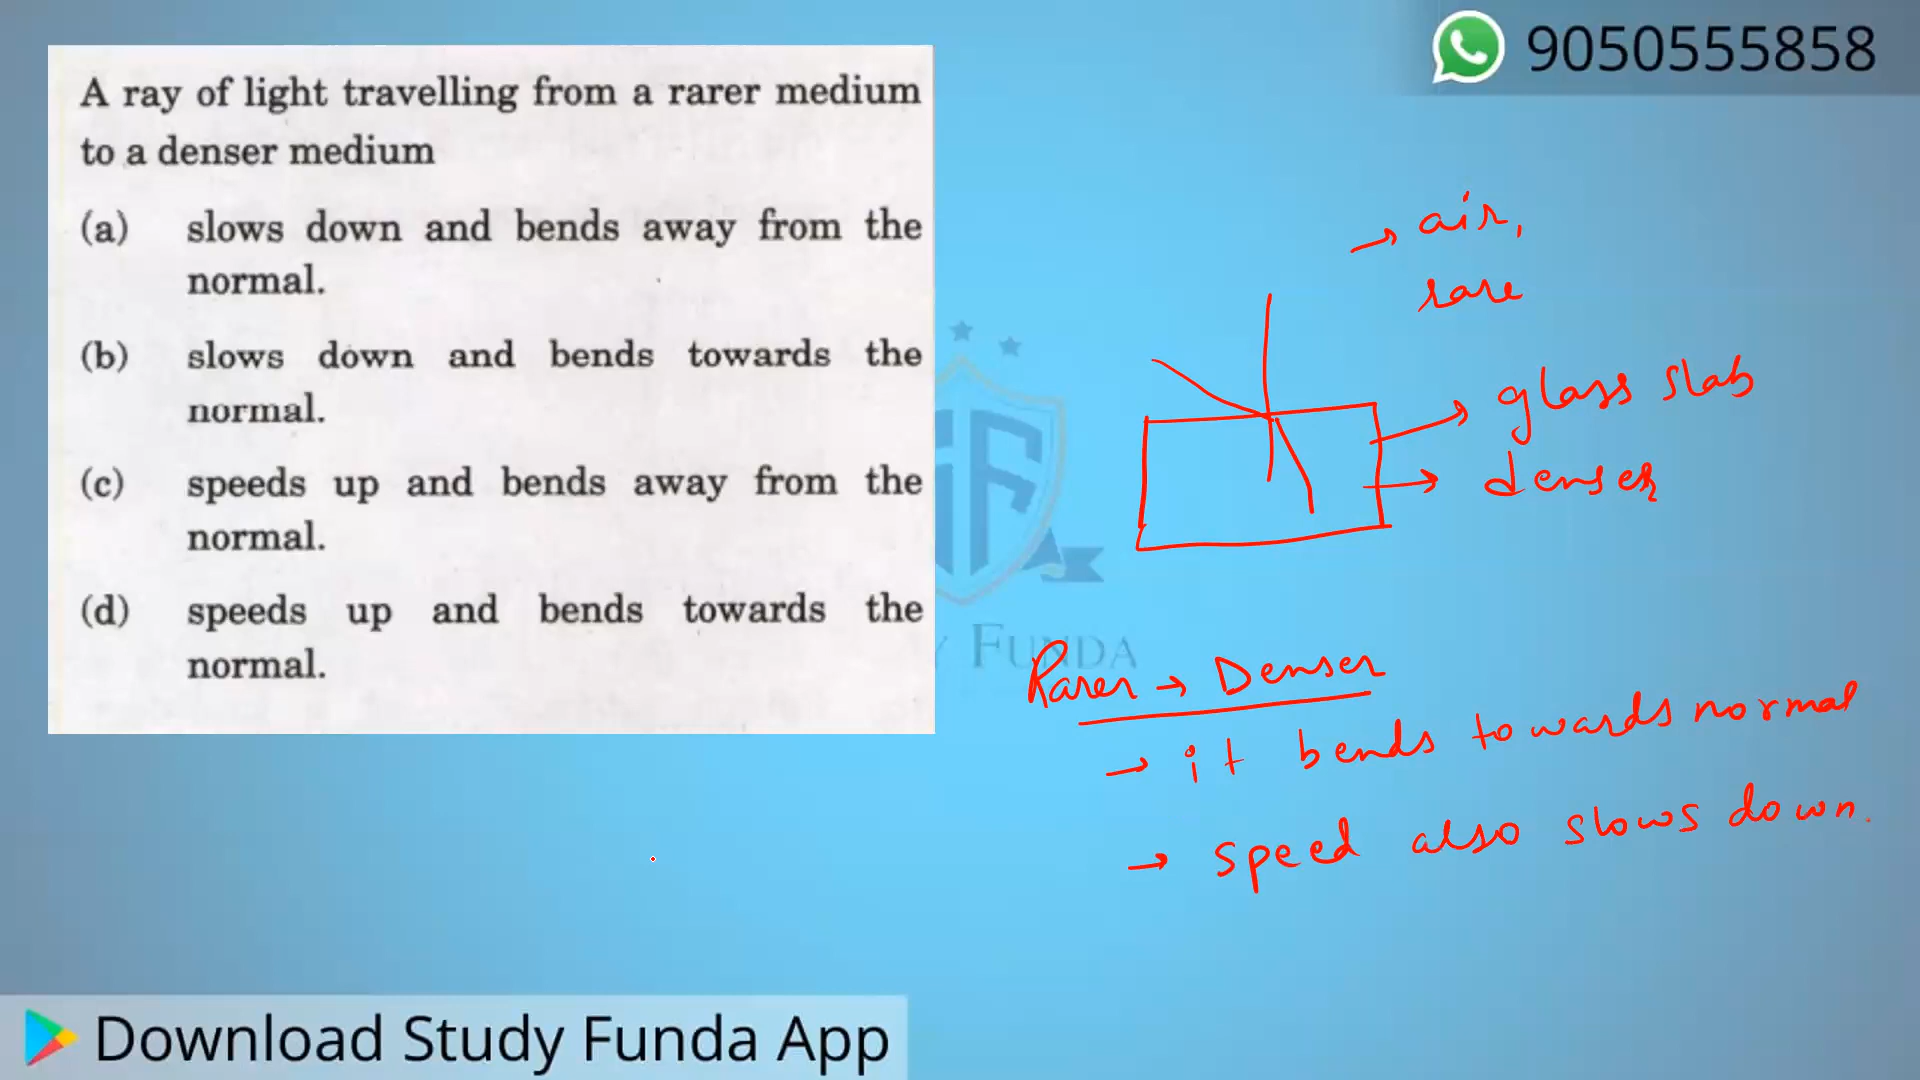 9050555858
A ray of light travelling from a rarer medium
to a denser medium
(a) slows down and bends away from the
normal.
(b) slows down and bends towards the
normal.
(c) speeds up and bends away from the
normal.
(d) speeds up and bends towards the
normal.
→ air,
rare
→ glass slab
→ denser
FUNDA
Rarer → Denser
→ it bends towards normal
→ speed also slows down.
Download Study Funda App